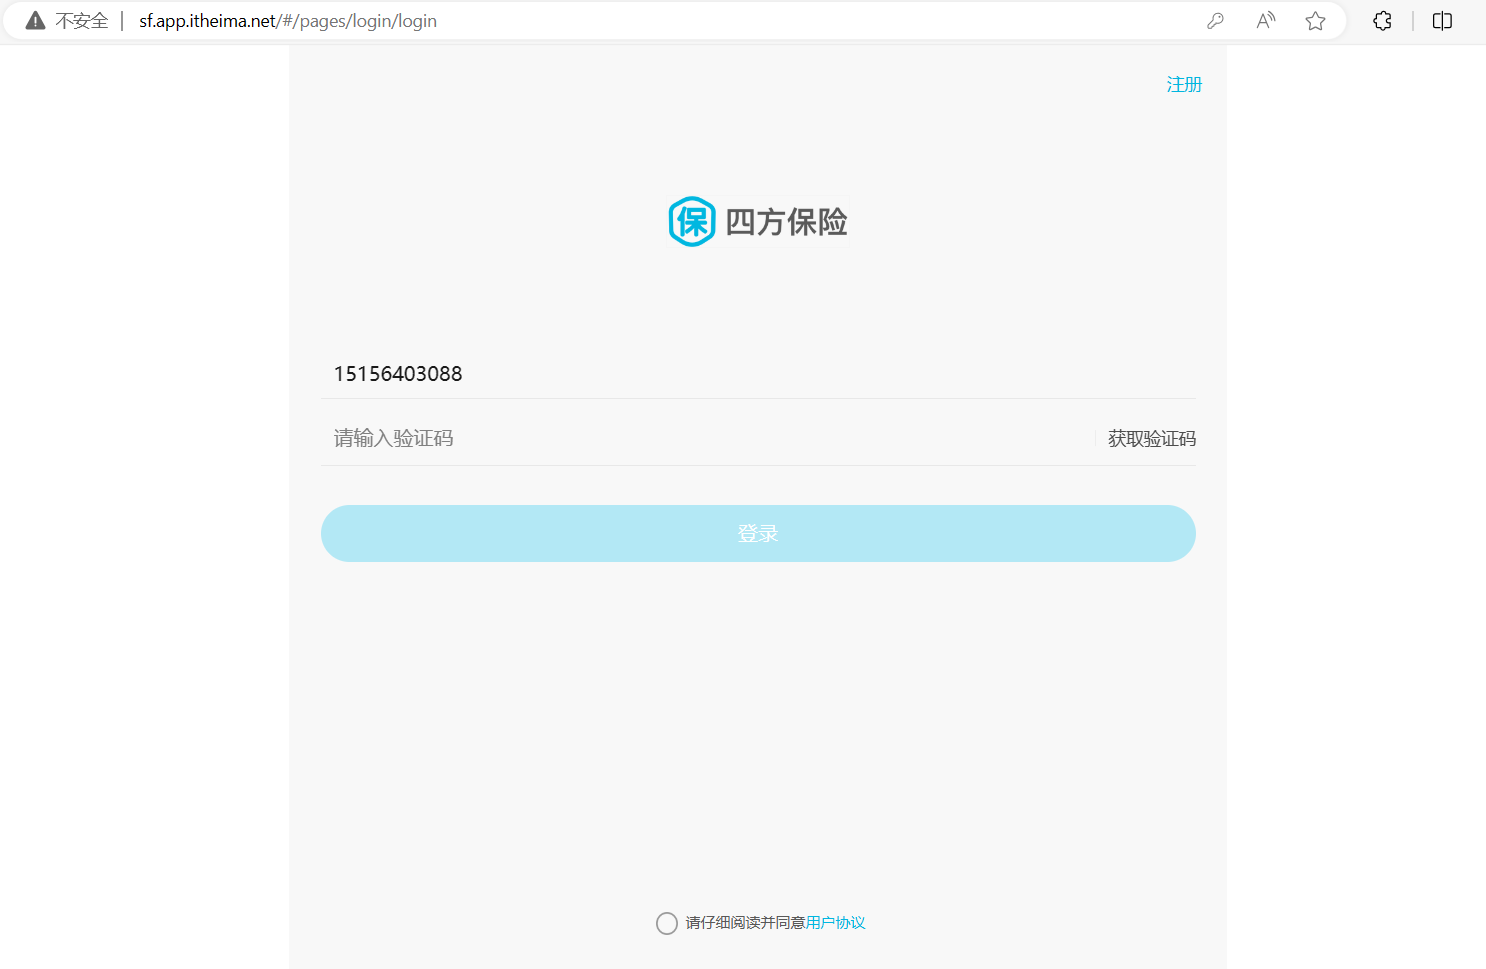 不安全 | sf.app.itheima.net/#/pages/login/login
注册
保 四方保险
15156403088
请输入验证码 获取验证码
登录
请仔细阅读并同意用户协议